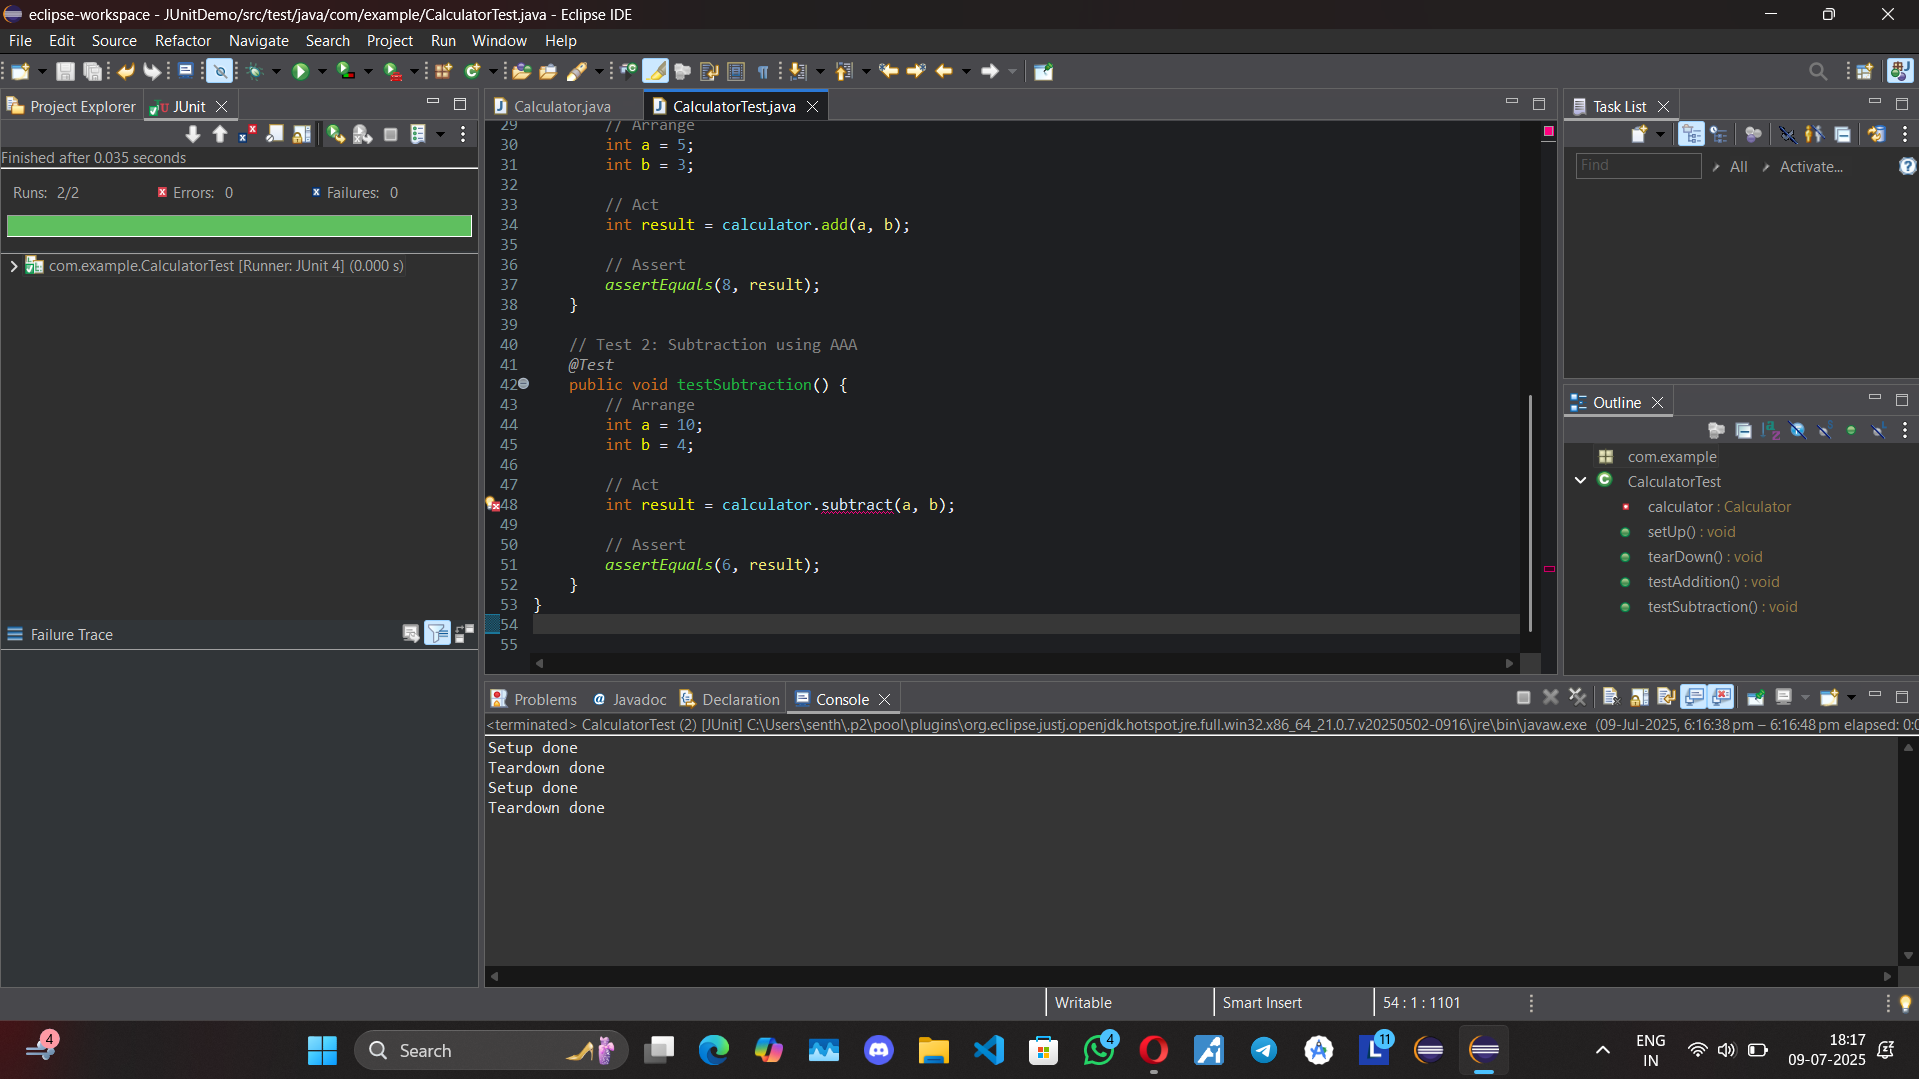 eclipse-workspace - JUnitDemo/src/test/java/com/example/CalculatorTest.java - Eclipse IDE
File Edit Source Refactor Navigate Search Project Run Window Help
Project Explorer
JUnit
Finished after 0.035 seconds
Runs: 2/2
Errors: 0
Failures: 0
com.example.CalculatorTest [Runner: JUnit 4] (0.000 s)
Failure Trace
Calculator.java
CalculatorTest.java
29 // Arrange
30 int a = 5;
31 int b = 3;
32
33 // Act
34 int result = calculator.add(a, b);
35
36 // Assert
37 assertEquals(8, result);
38 }
39
40 // Test 2: Subtraction using AAA
41 @Test
42 public void testSubtraction() {
43 // Arrange
44 int a = 10;
45 int b = 4;
46
47 // Act
48 int result = calculator.subtract(a, b);
49
50 // Assert
51 assertEquals(6, result);
52 }
53 }
54
55
Task List
Find
All
Activate...
Outline
com.example
CalculatorTest
calculator : Calculator
setUp() : void
tearDown() : void
testAddition() : void
testSubtraction() : void
Problems
Javadoc
Declaration
Console
<terminated> CalculatorTest (2) [JUnit] C:\Users\senth\.p2\pool\plugins\org.eclipse.justj.openjdk.hotspot.jre.full.win32.x86_64_21.0.7.v20250502-0916\jre\bin\javaw.exe (09-Jul-2025, 6:16:38 pm – 6:16:48 pm elapsed: 0:0
Setup done
Teardown done
Setup done
Teardown done
Writable
Smart Insert
54 : 1 : 1101
4
Search
4
11
ENG
IN
18:17
09-07-2025